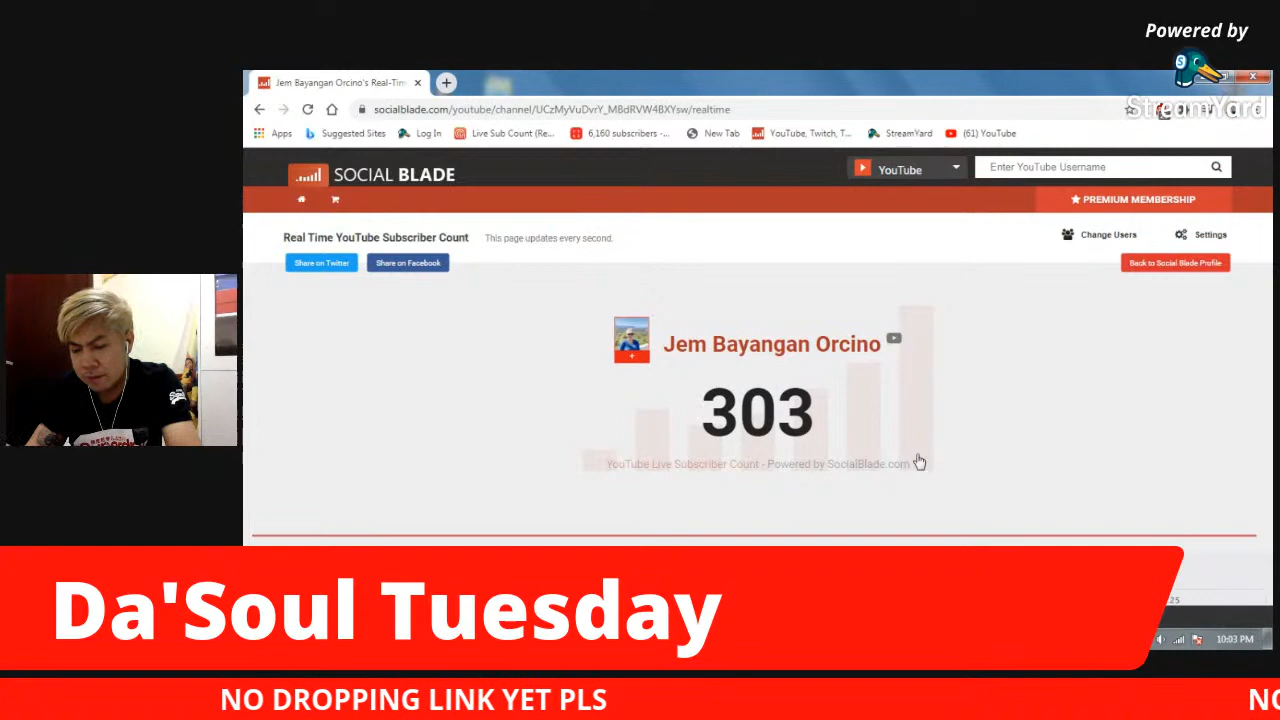 Powered by
StreamYard
Jem Bayangan Orcino's Real-Tim
socialblade.com/youtube/channel/UCzMyVuDvrY_MBdRVW4BXYsw/realtime
Apps Suggested Sites Log In Live Sub Count (Re... 6,160 subscribers -... New Tab YouTube, Twitch, T... StreamYard (61) YouTube
SOCIAL BLADE YouTube Enter YouTube Username
PREMIUM MEMBERSHIP
Real Time YouTube Subscriber Count This page updates every second. Change Users Settings
Share on Twitter Share on Facebook Back to Social Blade Profile
Jem Bayangan Orcino
303
YouTube Live Subscriber Count - Powered by SocialBlade.com
25
Da'Soul Tuesday
10:03 PM
NO DROPPING LINK YET PLS NO